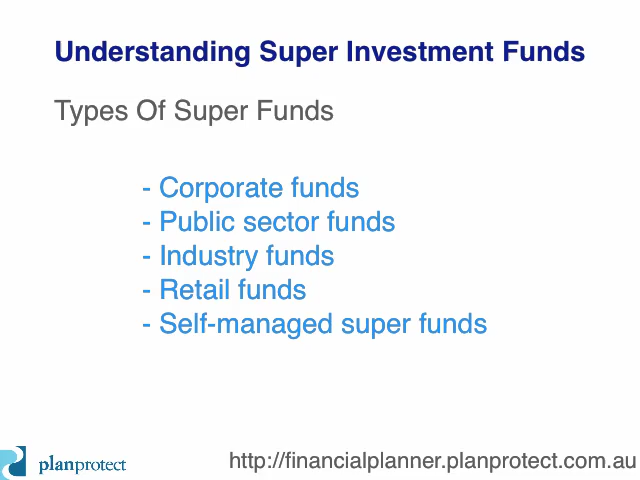 Understanding Super Investment Funds
Types Of Super Funds
- Corporate funds
- Public sector funds
- Industry funds
- Retail funds
- Self-managed super funds
planprotect
http://financialplanner.planprotect.com.au